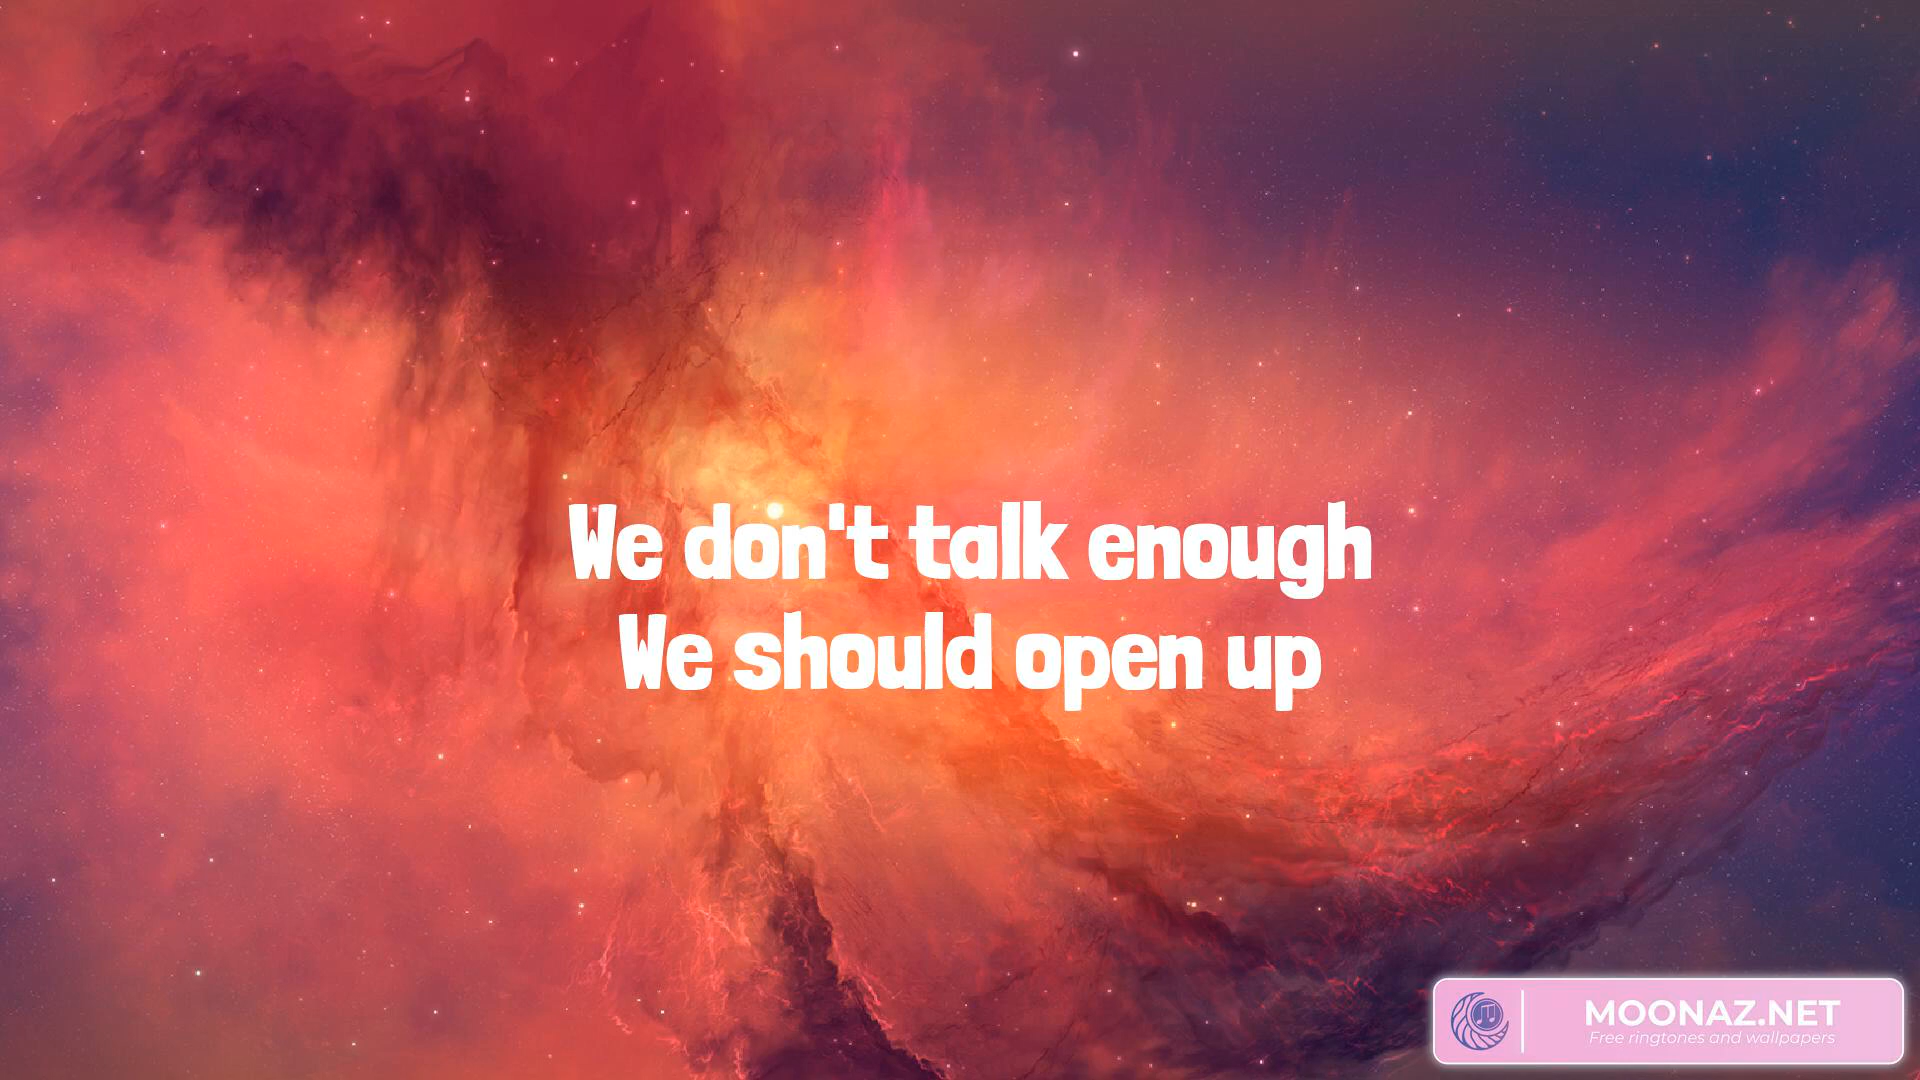 We don't talk enough
We should open up
MOONAZ.NET
Free ringtones and wallpapers